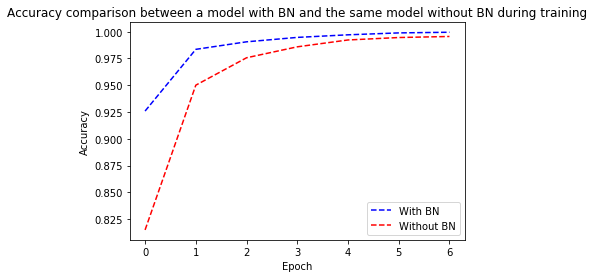 Accuracy comparison between a model with BN and the same model without BN during training
1.000
0.975
0.950
0.925
0.900
0.875
0.850
0.825
Accuracy
With BN
Without BN
0 1 2 3 4 5 6
Epoch